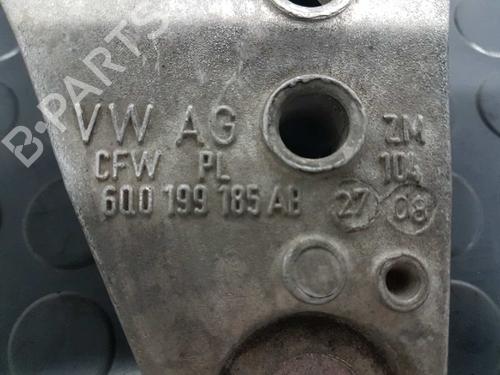 B-PARTS
VW AG
ZM
CFW PL
104
6Q0 199 185 AB
27 08